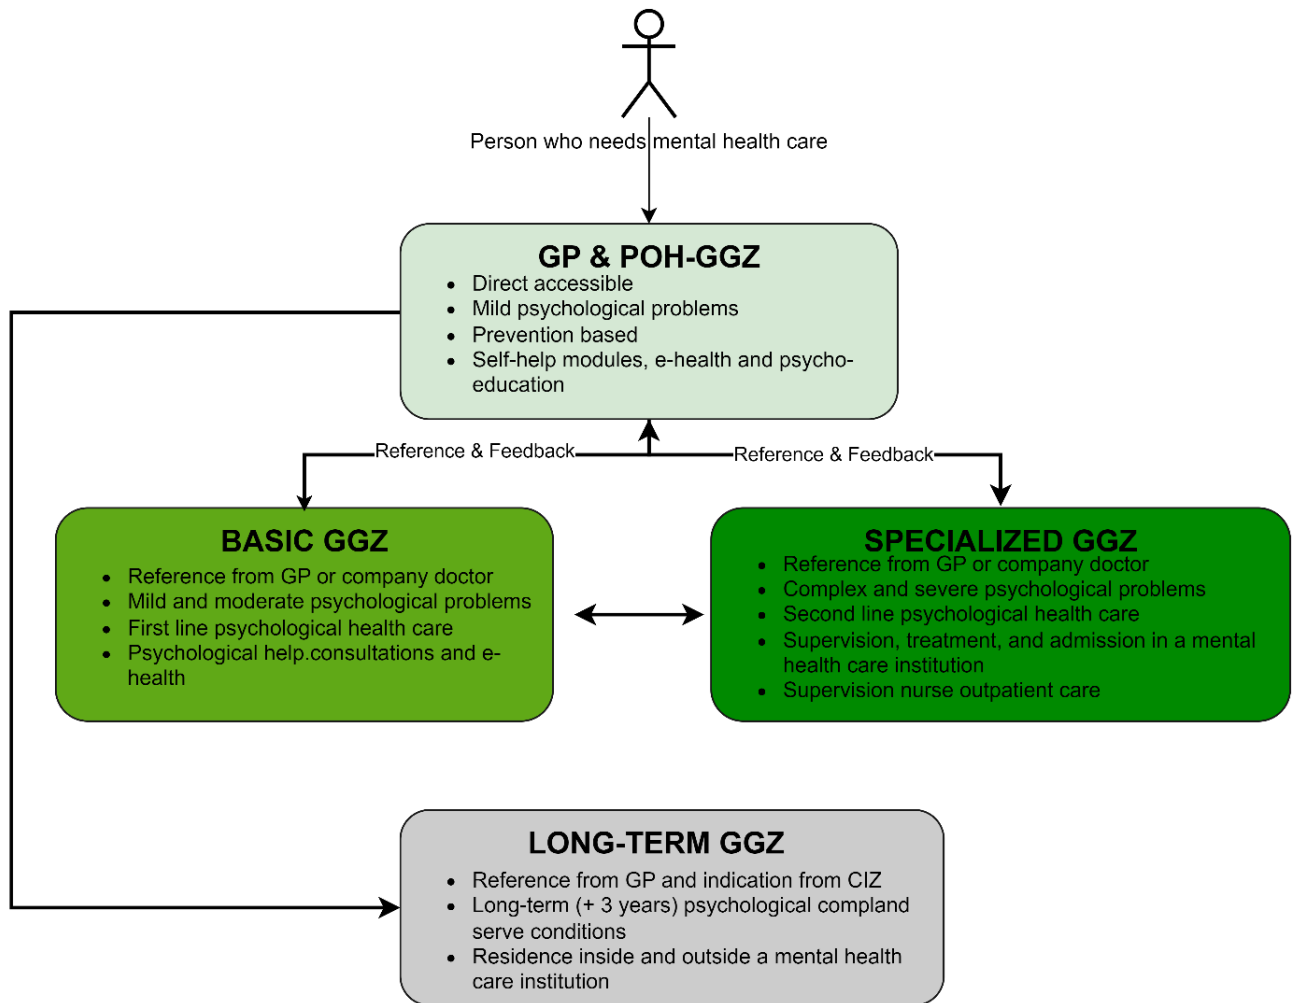 Person who needs mental health care
GP & POH-GGZ
Direct accessible
Mild psychological problems
Prevention based
Self-help modules, e-health and psycho-
education
Reference & Feedback
Reference & Feedback
BASIC GGZ
Reference from GP or company doctor
Mild and moderate psychological problems
First line psychological health care
Psychological help.consultations and e-
health
SPECIALIZED GGZ
Reference from GP or company doctor
Complex and severe psychological problems
Second line psychological health care
Supervision, treatment, and admission in a mental
health care institution
Supervision nurse outpatient care
LONG-TERM GGZ
Reference from GP and indication from CIZ
Long-term (+ 3 years) psychological compland
serve conditions
Residence inside and outside a mental health
care institution